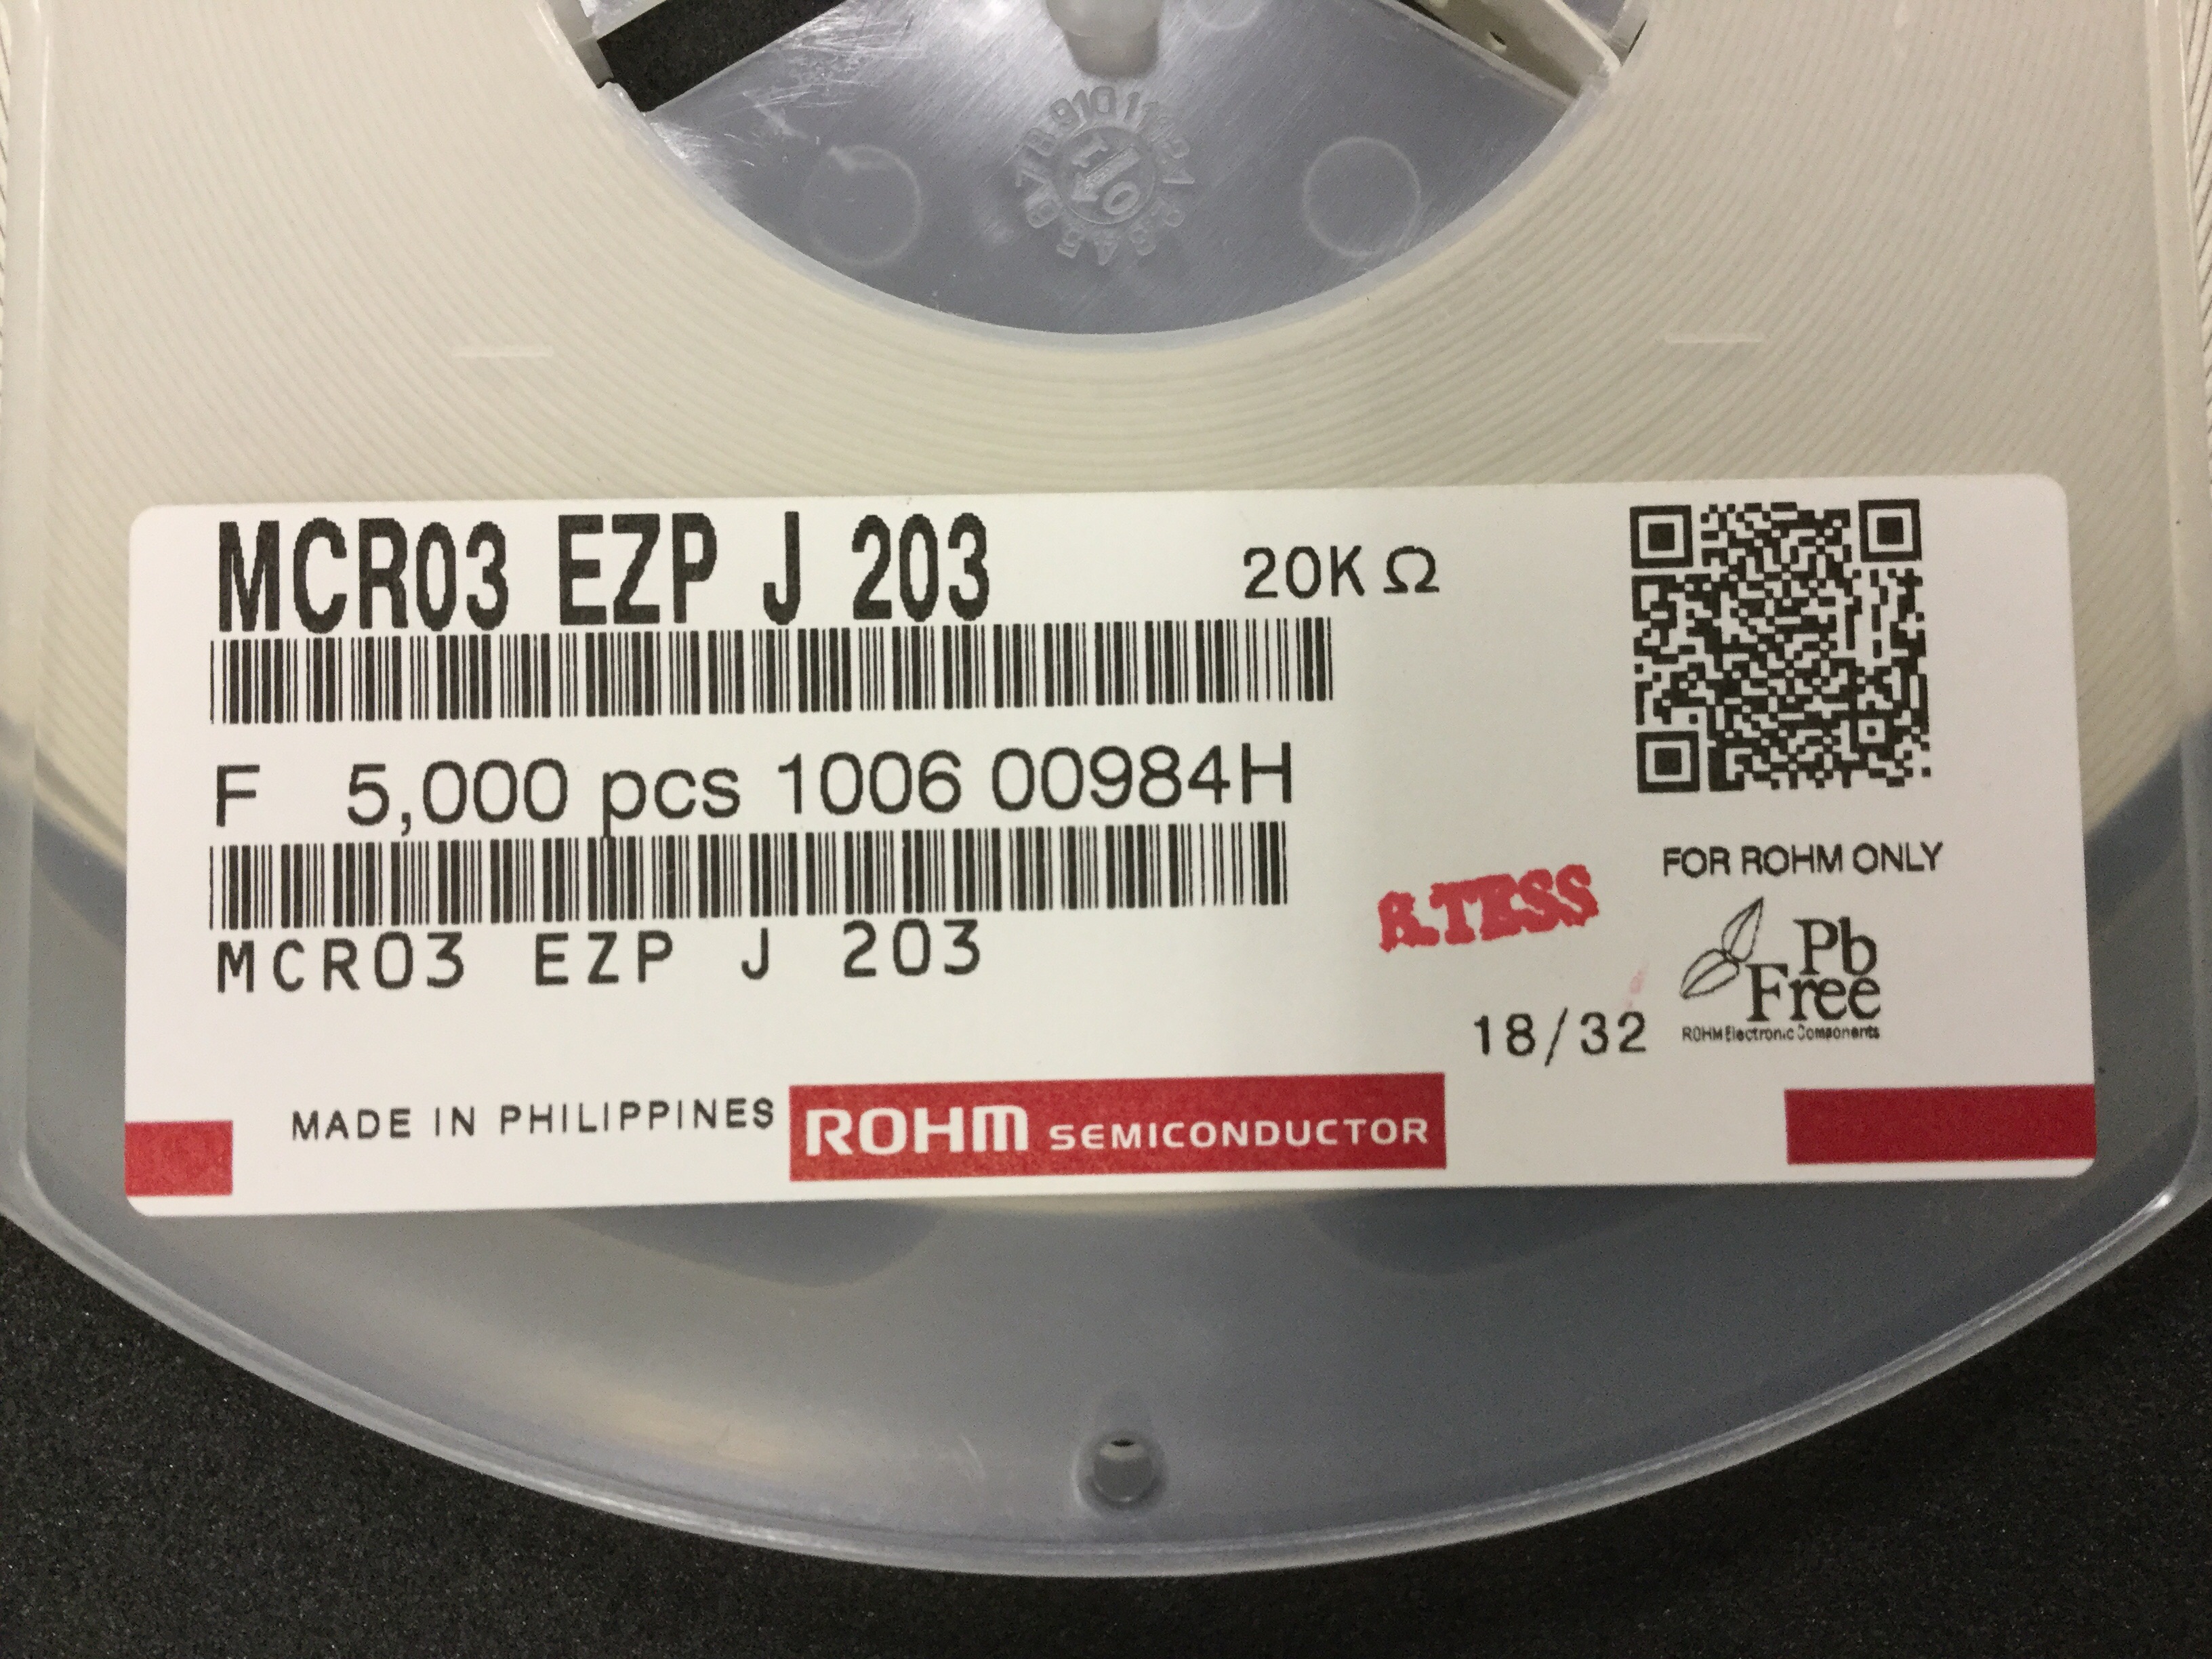 MCR03 EZP J 203
20KΩ
F 5,000 pcs 1006 00984H
MCR03 EZP J 203
FOR ROHM ONLY
Pb
Free
ROHM Electronic Components
18/32
MADE IN PHILIPPINES
ROHM SEMICONDUCTOR